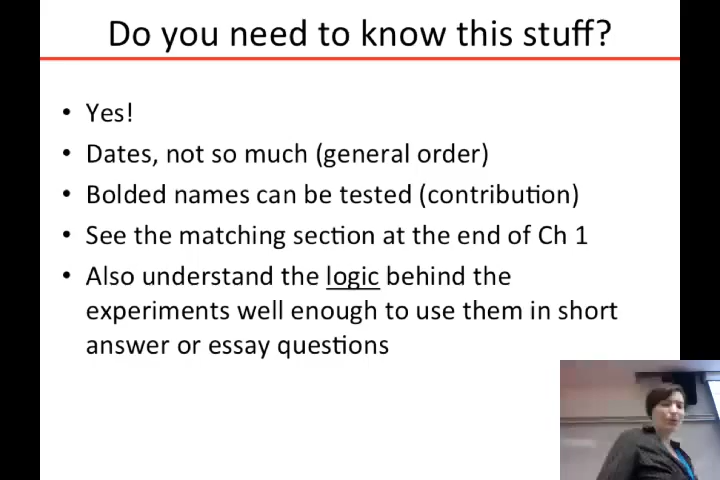 Do you need to know this stuff?
• Yes!
• Dates, not so much (general order)
• Bolded names can be tested (contribution)
• See the matching section at the end of Ch 1
• Also understand the logic behind the
experiments well enough to use them in short
answer or essay questions